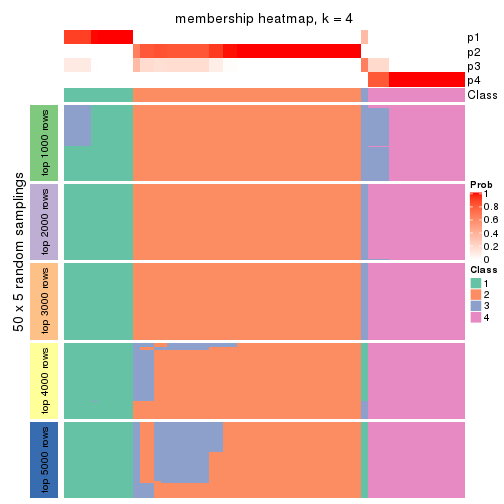 membership heatmap, k = 4
p1
p2
p3
p4
Class
50 x 5 random samplings
top 1000 rows
top 2000 rows
top 3000 rows
top 4000 rows
top 5000 rows
Prob
1
0.8
0.6
0.4
0.2
0
Class
1
2
3
4